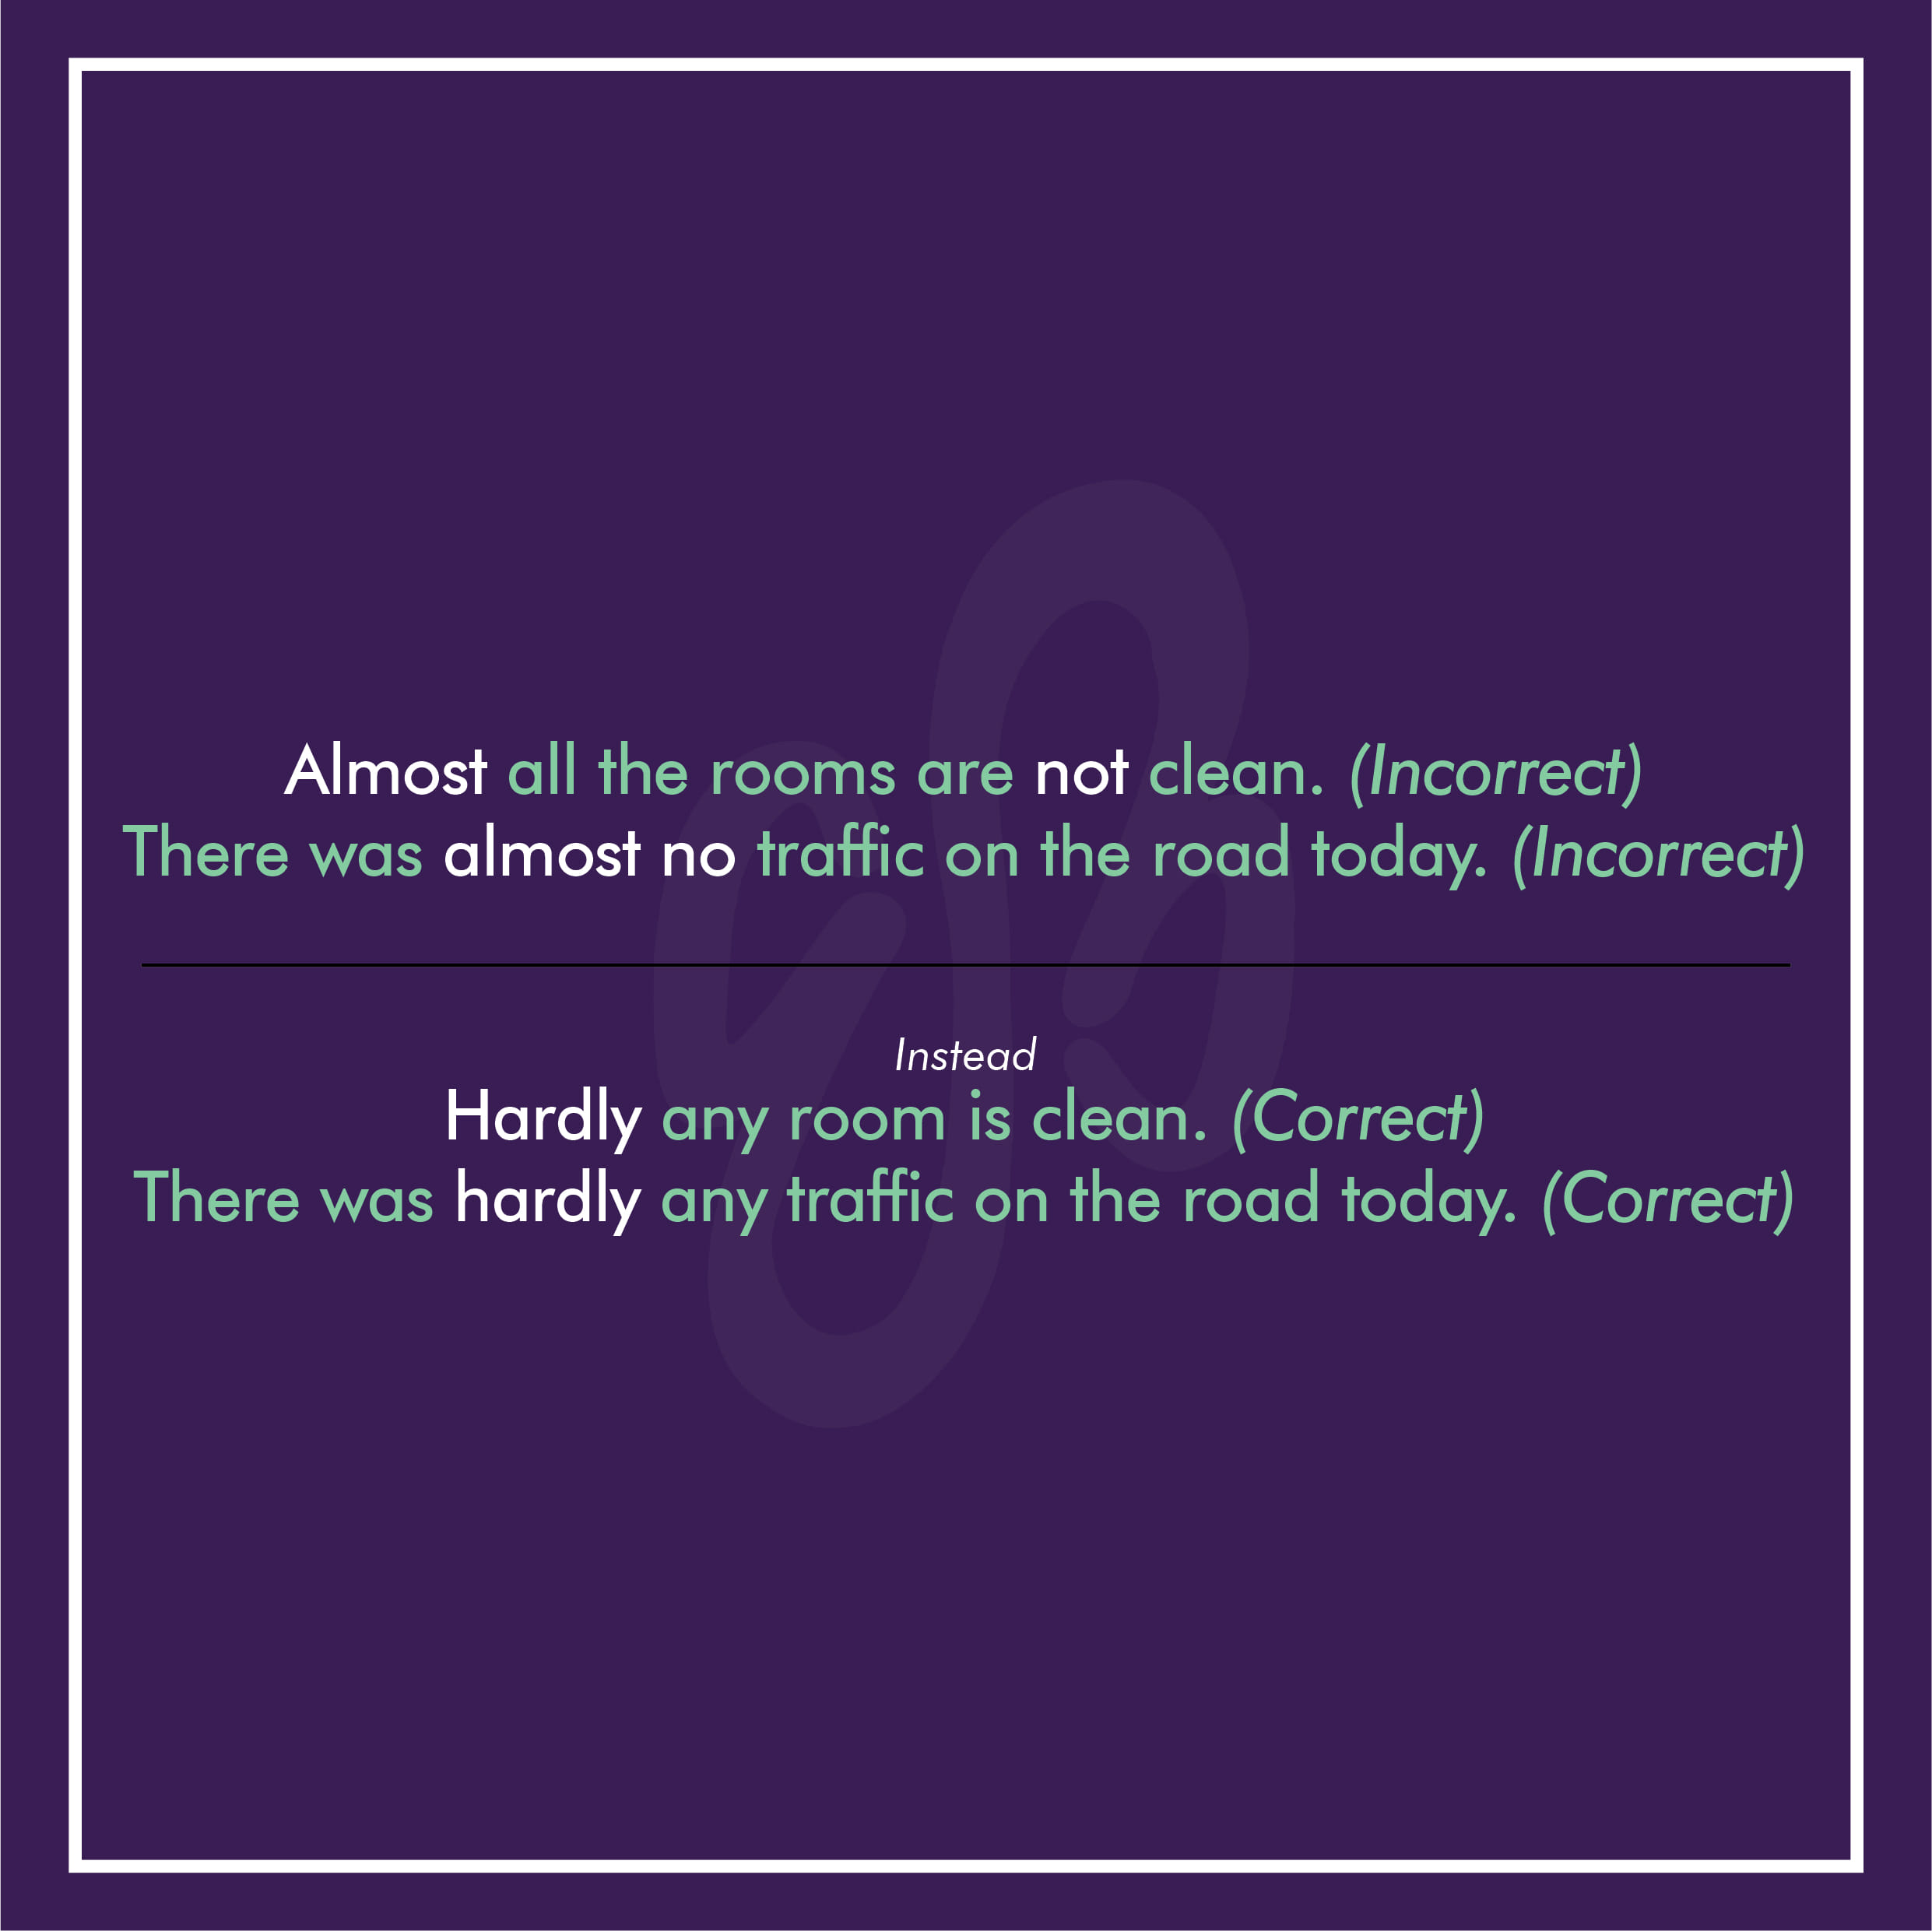 Almost all the rooms are not clean. (Incorrect)
There was almost no traffic on the road today. (Incorrect)
Instead
Hardly any room is clean. (Correct)
There was hardly any traffic on the road today. (Correct)